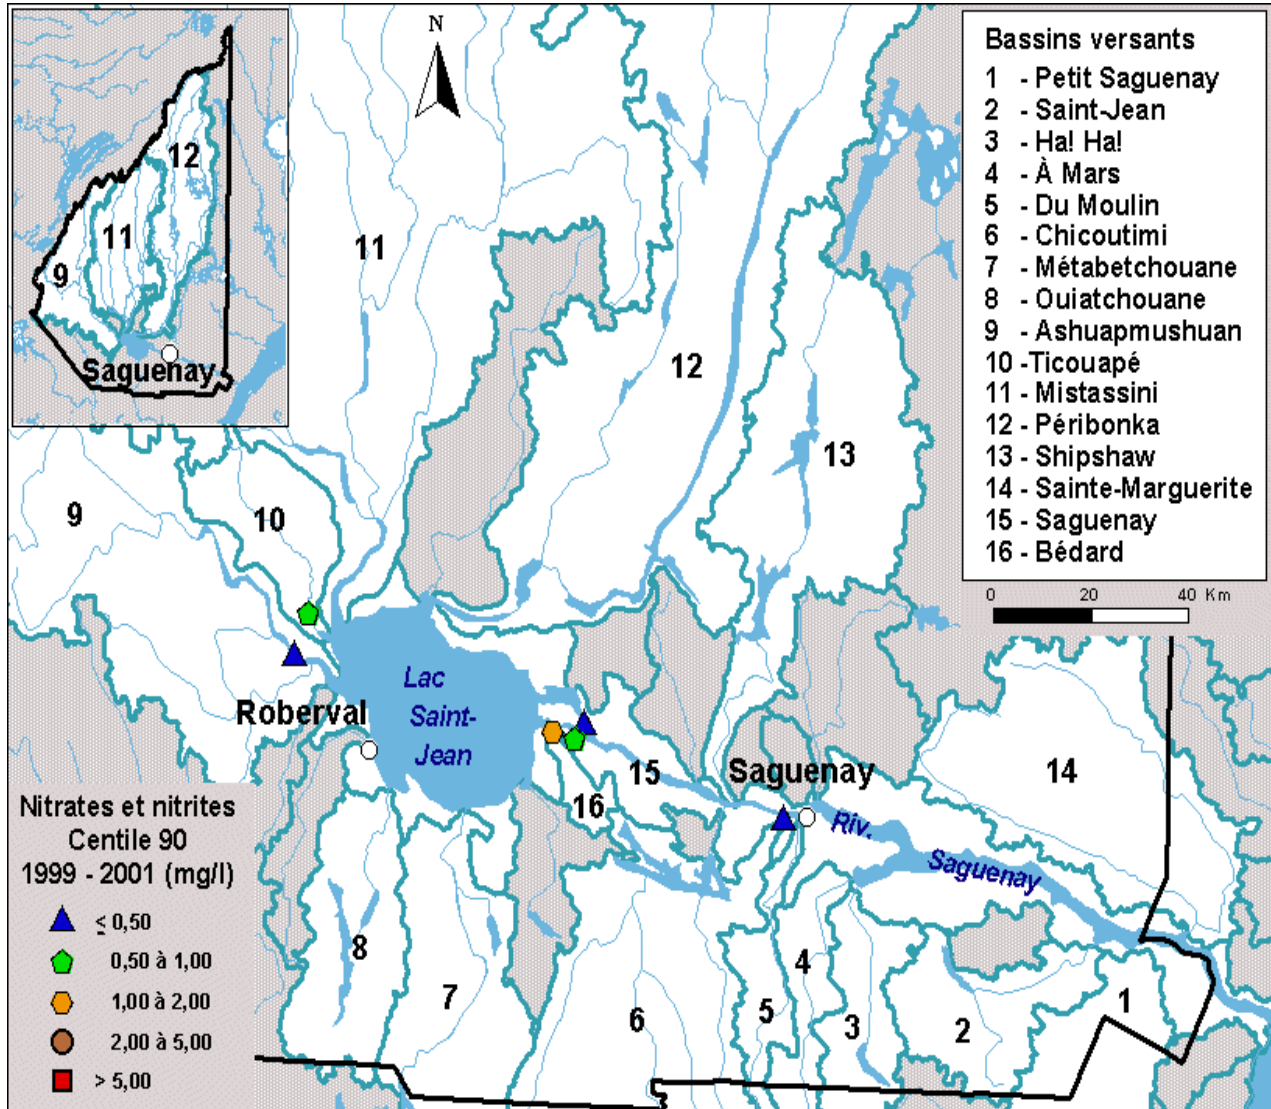 N
12
11
9
Saguenay
Bassins versants
1 - Petit Saguenay
2 - Saint-Jean
3 - Ha! Ha!
4 - À Mars
5 - Du Moulin
6 - Chicoutimi
7 - Métabetchouane
8 - Ouiatchouane
9 - Ashuapmushuan
10 -Ticouapé
11 - Mistassini
12 - Péribonka
13 - Shipshaw
14 - Sainte-Marguerite
15 - Saguenay
16 - Bédard
0 20 40 Km
11
12
13
9
10
Lac
Saint-
Jean
Roberval
15
Saguenay
14
16
Riv.
Saguenay
8
7
6
5
4
3
2
1
Nitrates et nitrites
Centile 90
1999 - 2001 (mg/l)
≤ 0,50
0,50 à 1,00
1,00 à 2,00
2,00 à 5,00
> 5,00